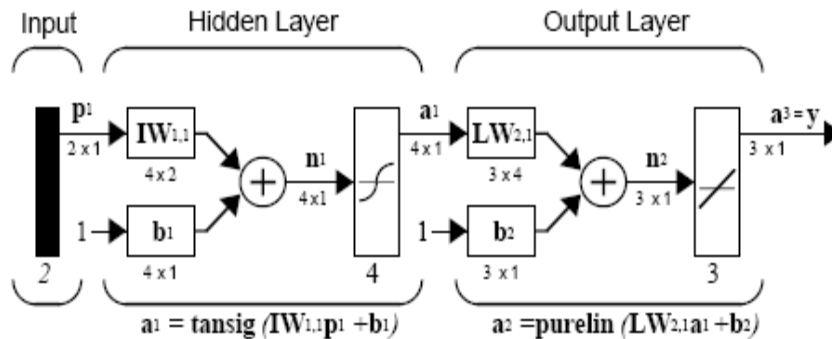 Input
Hidden Layer
Output Layer
p1
2 x 1
IW1,1
4 x 2
1
b1
4 x 1
2
n1
4 x 1
4
a1
4 x 1
LW2,1
3 x 4
1
b2
3 x 1
n2
3 x 1
3
a3 = y
3 x 1
a1 = tansig (IW1,1p1 +b1)
a2 =purelin (LW2,1a1 +b2)